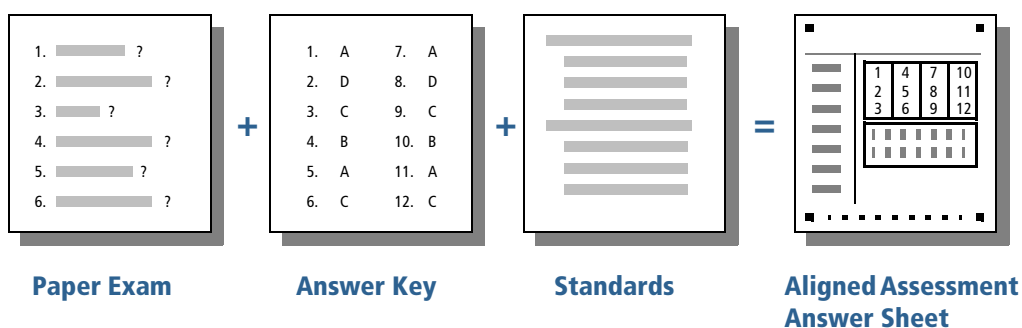 1. ?
2. ?
3. ?
4. ?
5. ?
6. ?
+
1. A 7. A
2. D 8. D
3. C 9. C
4. B 10. B
5. A 11. A
6. C 12. C
+
=
1 4 7 10
2 5 8 11
3 6 9 12
Paper Exam
Answer Key
Standards
Aligned Assessment
Answer Sheet